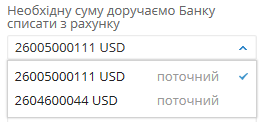 Необхідну суму доручаємо Банку
списати з рахунку
26005000111 USD
26005000111 USD поточний
2604600044 USD поточний